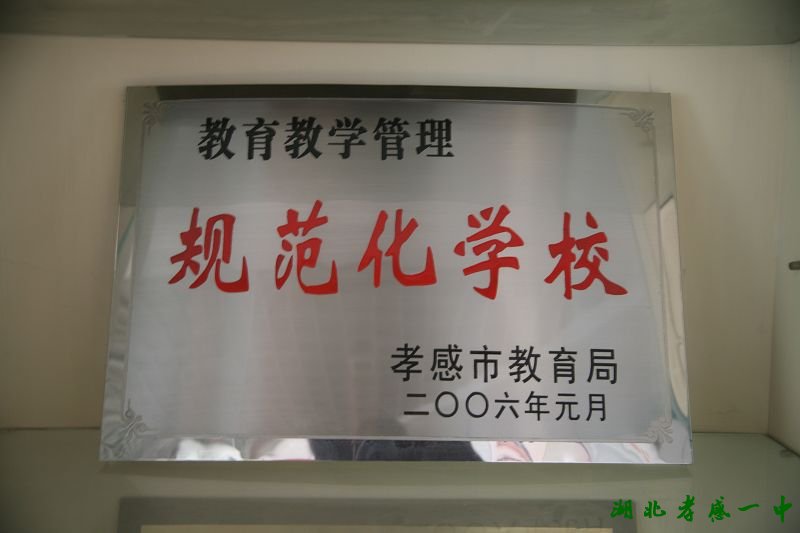 教育教学管理
规范化学校
孝感市教育局
二〇〇六年元月
湖北孝感一中